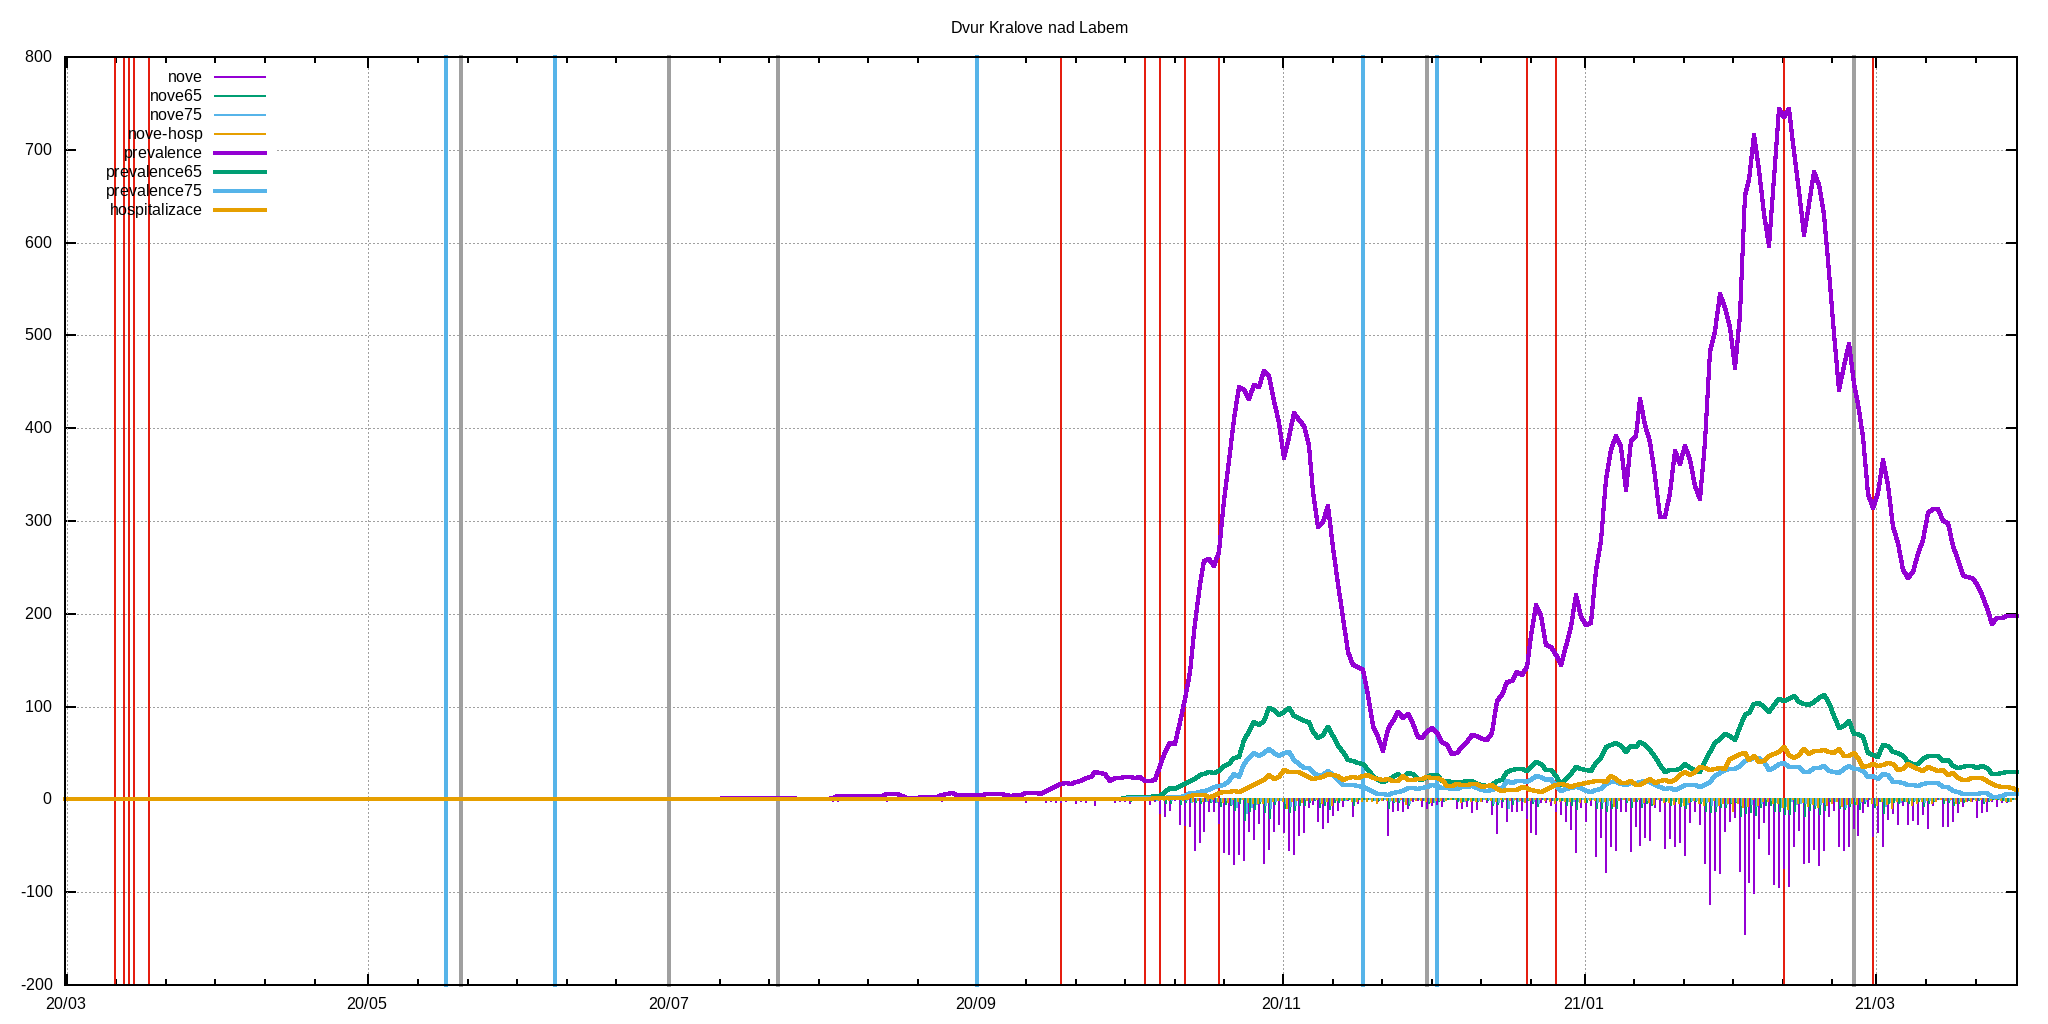 Dvur Kralove nad Labem
800
700
600
500
400
300
200
100
0
-100
-200
nove
nove65
nove75
nove-hosp
prevalence
prevalence65
prevalence75
hospitalizace
20/03 20/05 20/07 20/09 20/11 21/01 21/03